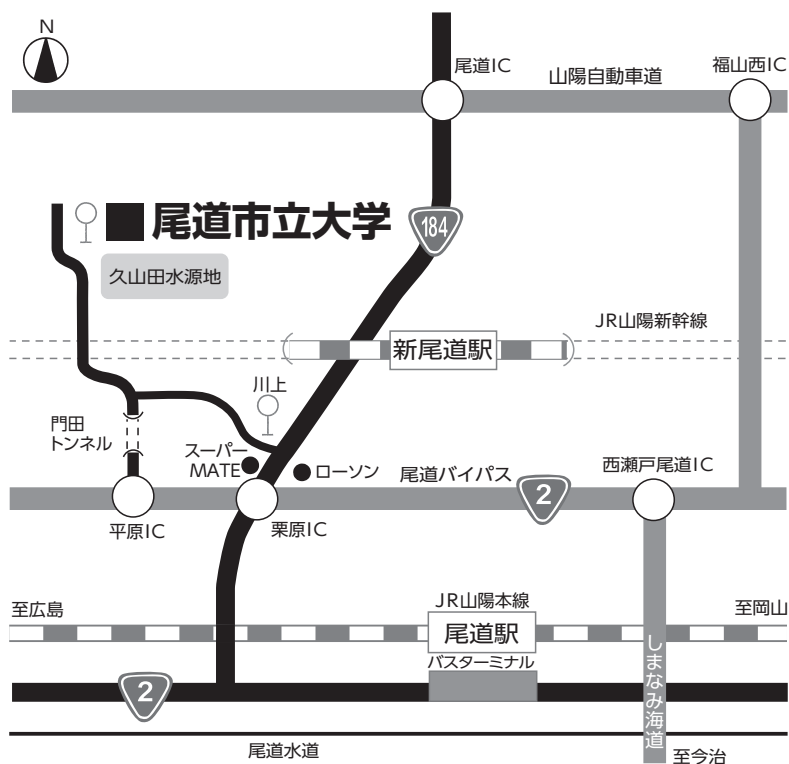 N
尾道IC
山陽自動車道
福山西IC
尾道市立大学
184
久山田水源地
JR山陽新幹線
新尾道駅
川上
門田
トンネル
スーパー
MATE
ローソン
尾道バイパス
2
西瀬戸尾道IC
平原IC
栗原IC
至広島
JR山陽本線
至岡山
尾道駅
バスターミナル
しまなみ海道
2
尾道水道
至今治